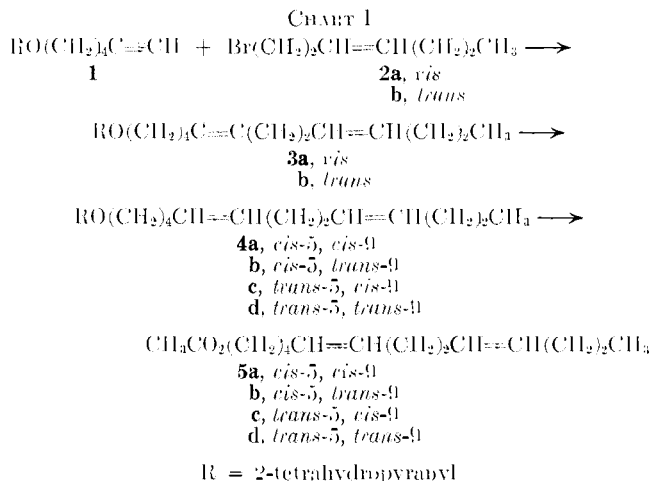 CHART 1
RO(CH₂)₄C≡CH + Br(CH₂)₂CH=CH(CH₂)₂CH₃ ⟶
1 2a, cis
b, trans
RO(CH₂)₄C≡C(CH₂)₂CH=CH(CH₂)₂CH₃ ⟶
3a, cis
b, trans
RO(CH₂)₄CH=CH(CH₂)₂CH=CH(CH₂)₂CH₃ ⟶
4a, cis-5, cis-9
b, cis-5, trans-9
c, trans-5, cis-9
d, trans-5, trans-9
CH₃CO₂(CH₂)₄CH=CH(CH₂)₂CH=CH(CH₂)₂CH₃
5a, cis-5, cis-9
b, cis-5, trans-9
c, trans-5, cis-9
d, trans-5, trans-9
R = 2-tetrahydropyranyl